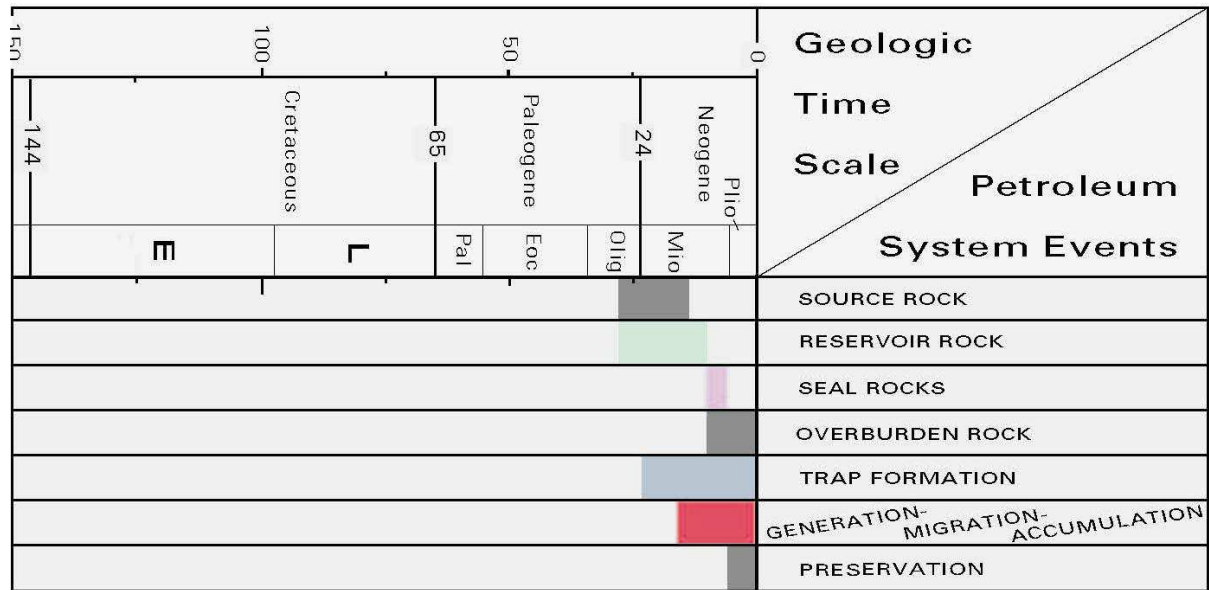 150
100
50
0
Geologic
Time
Scale
Petroleum
System Events
144
Cretaceous
65
Paleogene
24
Neogene
Plio
E
L
Pal
Eoc
Olig
Mio
SOURCE ROCK
RESERVOIR ROCK
SEAL ROCKS
OVERBURDEN ROCK
TRAP FORMATION
GENERATION-
MIGRATION-
ACCUMULATION
PRESERVATION